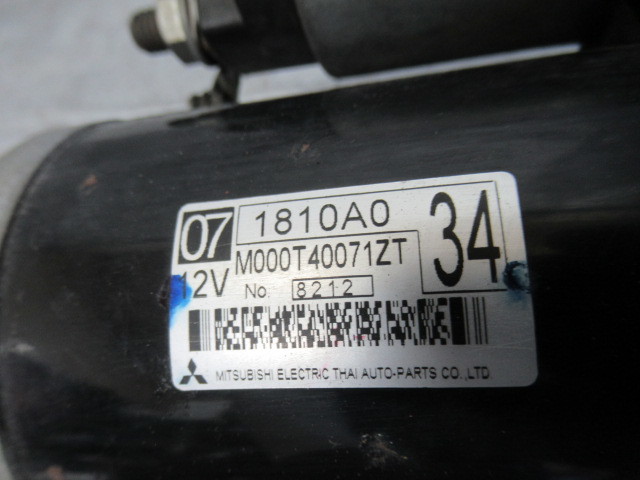 07 1810A0 34
12V M000T40071ZT
No. 8212
MITSUBISHI ELECTRIC THAI AUTO-PARTS CO.,LTD.